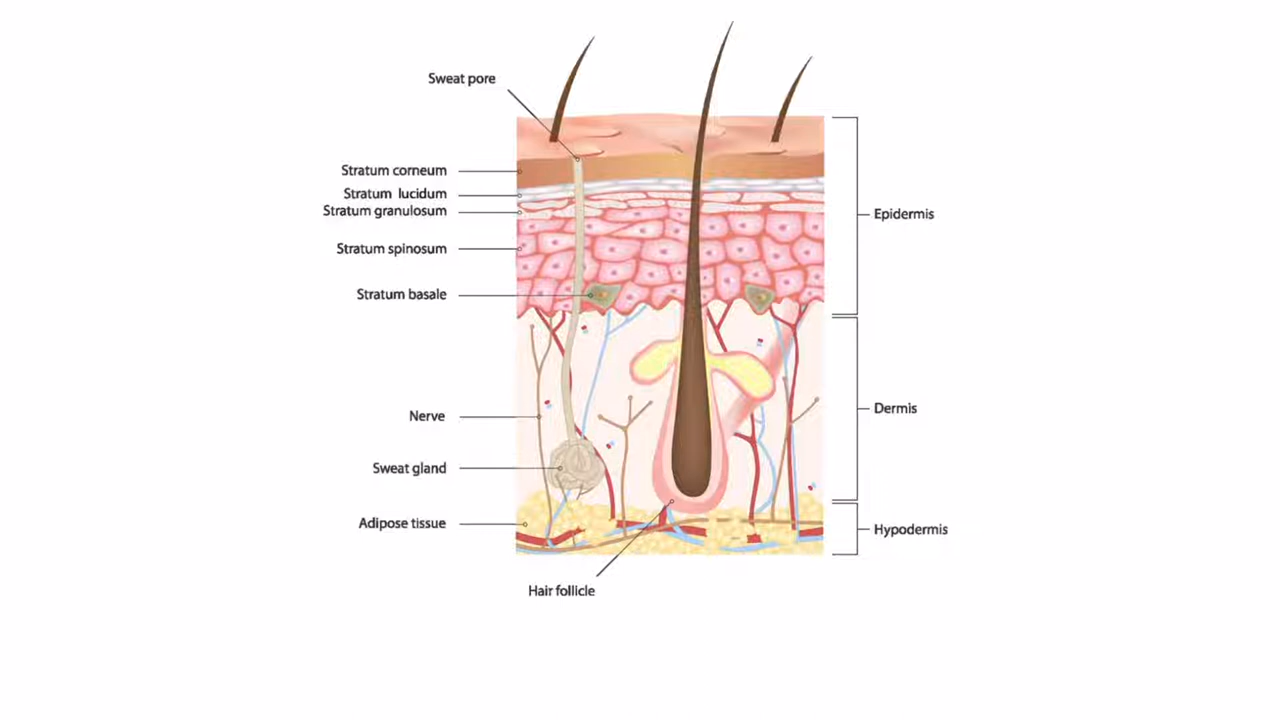 Sweat pore
Stratum corneum
Stratum lucidum
Stratum granulosum
Stratum spinosum
Stratum basale
Nerve
Sweat gland
Adipose tissue
Hair follicle
Epidermis
Dermis
Hypodermis